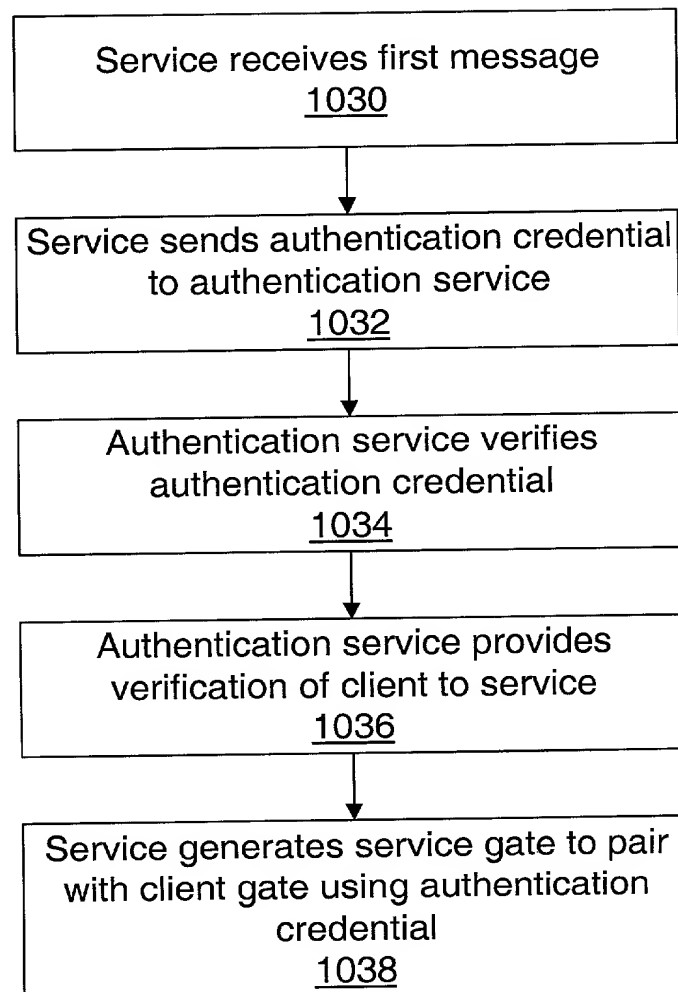 Service receives first message
1030
Service sends authentication credential
to authentication service
1032
Authentication service verifies
authentication credential
1034
Authentication service provides
verification of client to service
1036
Service generates service gate to pair
with client gate using authentication
credential
1038